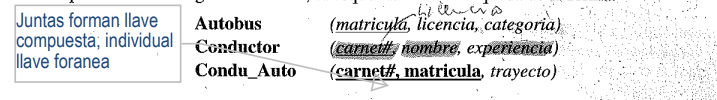 licencia
Juntas forman llave
compuesta; individual
llave foranea
Autobus (matricula, licencia, categoria)
Conductor (carnet#, nombre, experiencia)
Condu_Auto (carnet#, matricula, trayecto)